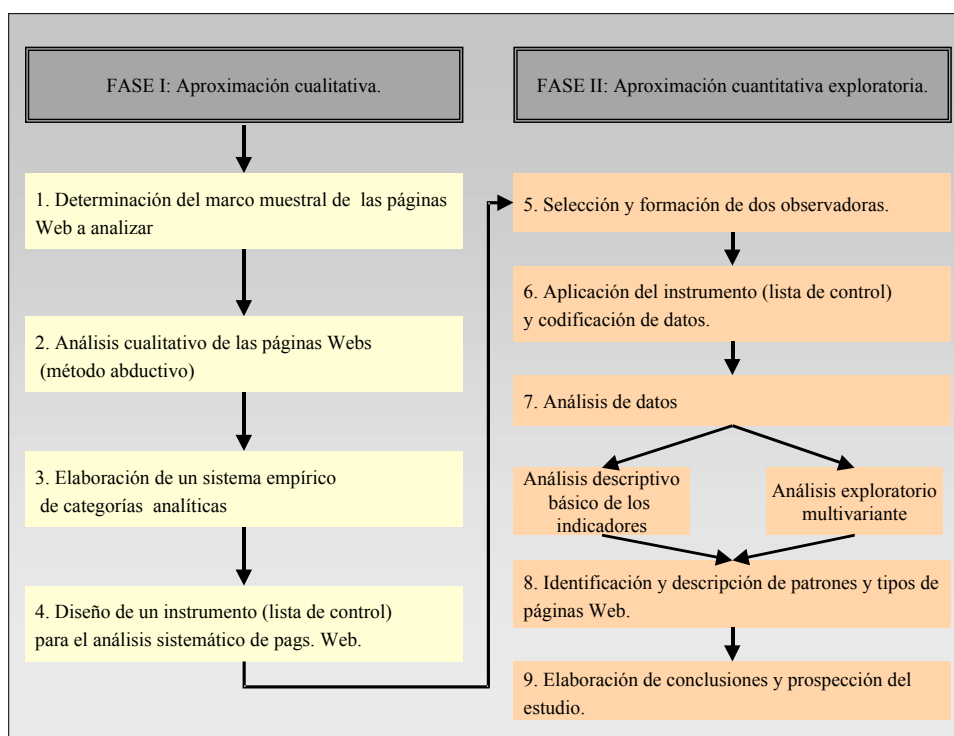 FASE I: Aproximación cualitativa.
1. Determinación del marco muestral de las páginas
Web a analizar
2. Análisis cualitativo de las páginas Webs
(método abductivo)
3. Elaboración de un sistema empírico
de categorías analíticas
4. Diseño de un instrumento (lista de control)
para el análisis sistemático de pags. Web.
FASE II: Aproximación cuantitativa exploratoria.
5. Selección y formación de dos observadoras.
6. Aplicación del instrumento (lista de control)
y codificación de datos.
7. Análisis de datos
Análisis descriptivo
básico de los
indicadores
Análisis exploratorio
multivariante
8. Identificación y descripción de patrones y tipos de
páginas Web.
9. Elaboración de conclusiones y prospección del
estudio.